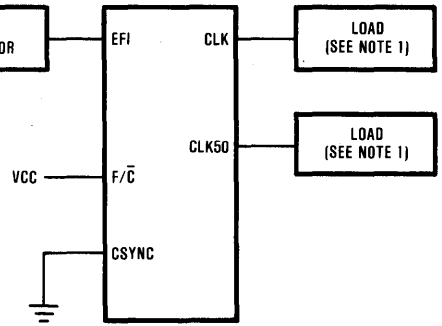 OR
EFI
CLK
LOAD
(SEE NOTE 1)
CLK50
LOAD
(SEE NOTE 1)
VCC
F/C̅
CSYNC